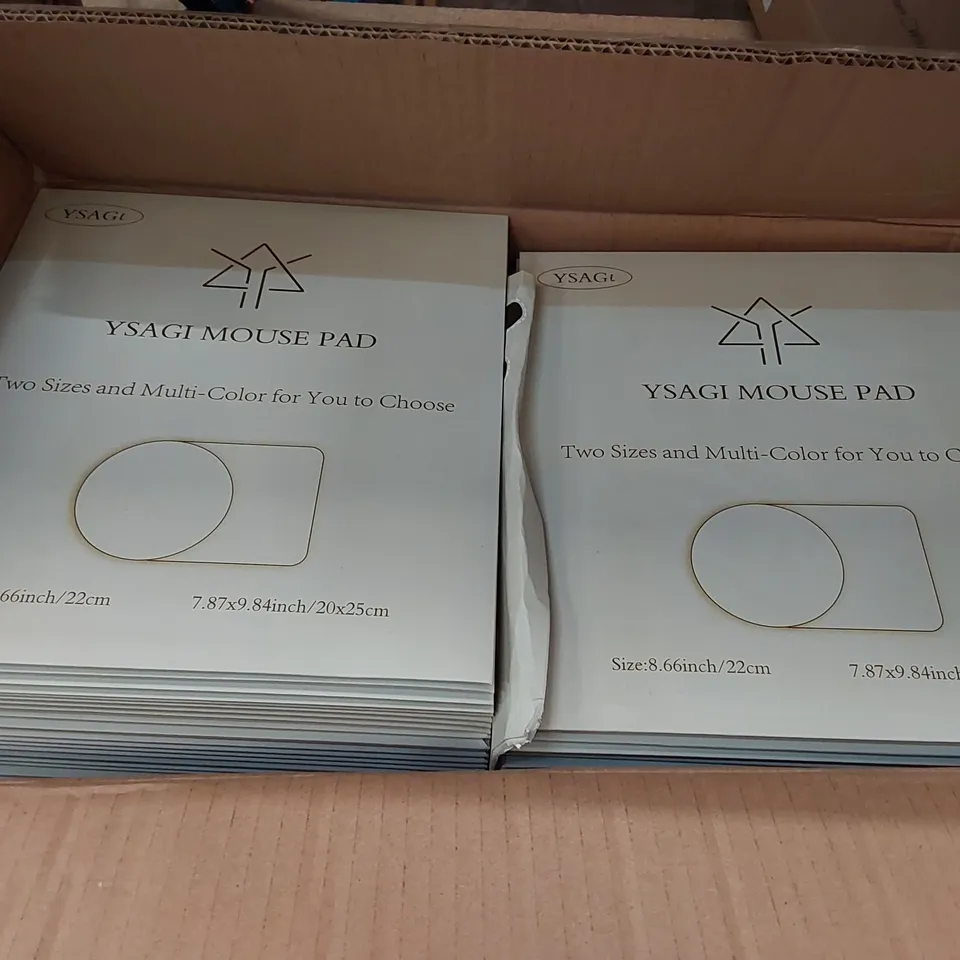 YSAGi
YSAGI MOUSE PAD
Two Sizes and Multi-Color for You to Choose
66inch/22cm
7.87x9.84inch/20x25cm
YSAGi
YSAGI MOUSE PAD
Two Sizes and Multi-Color for You to C
Size:8.66inch/22cm
7.87x9.84inch